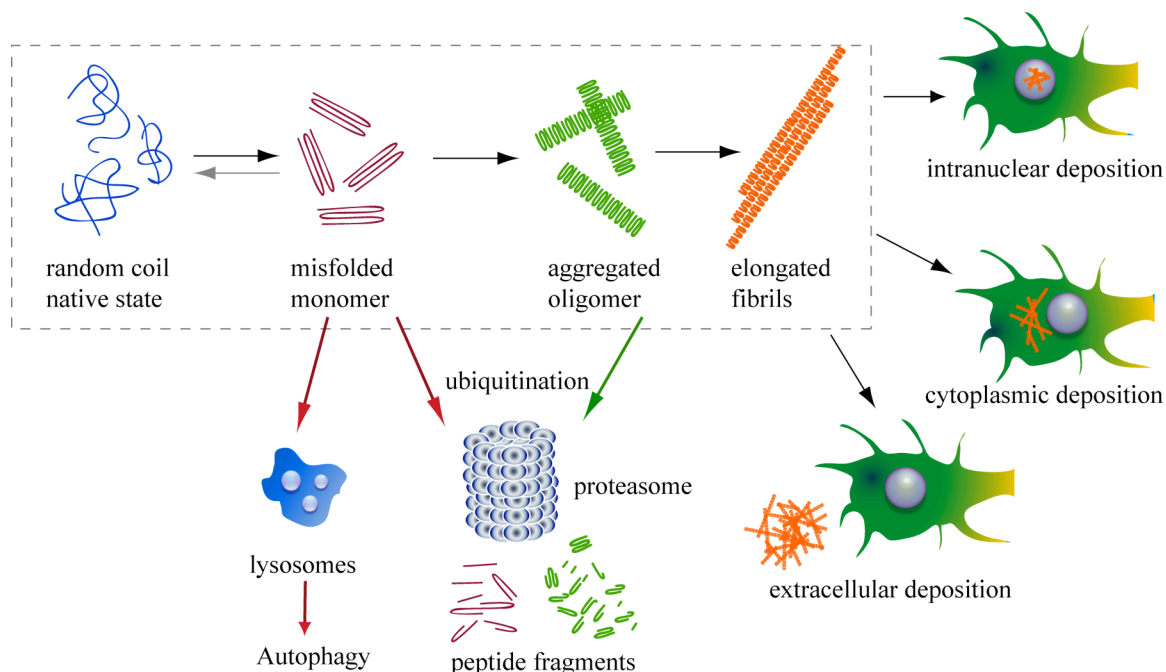 intranuclear deposition
random coil
native state
misfolded
monomer
aggregated
oligomer
elongated
fibrils
cytoplasmic deposition
ubiquitination
proteasome
extracellular deposition
lysosomes
Autophagy
peptide fragments